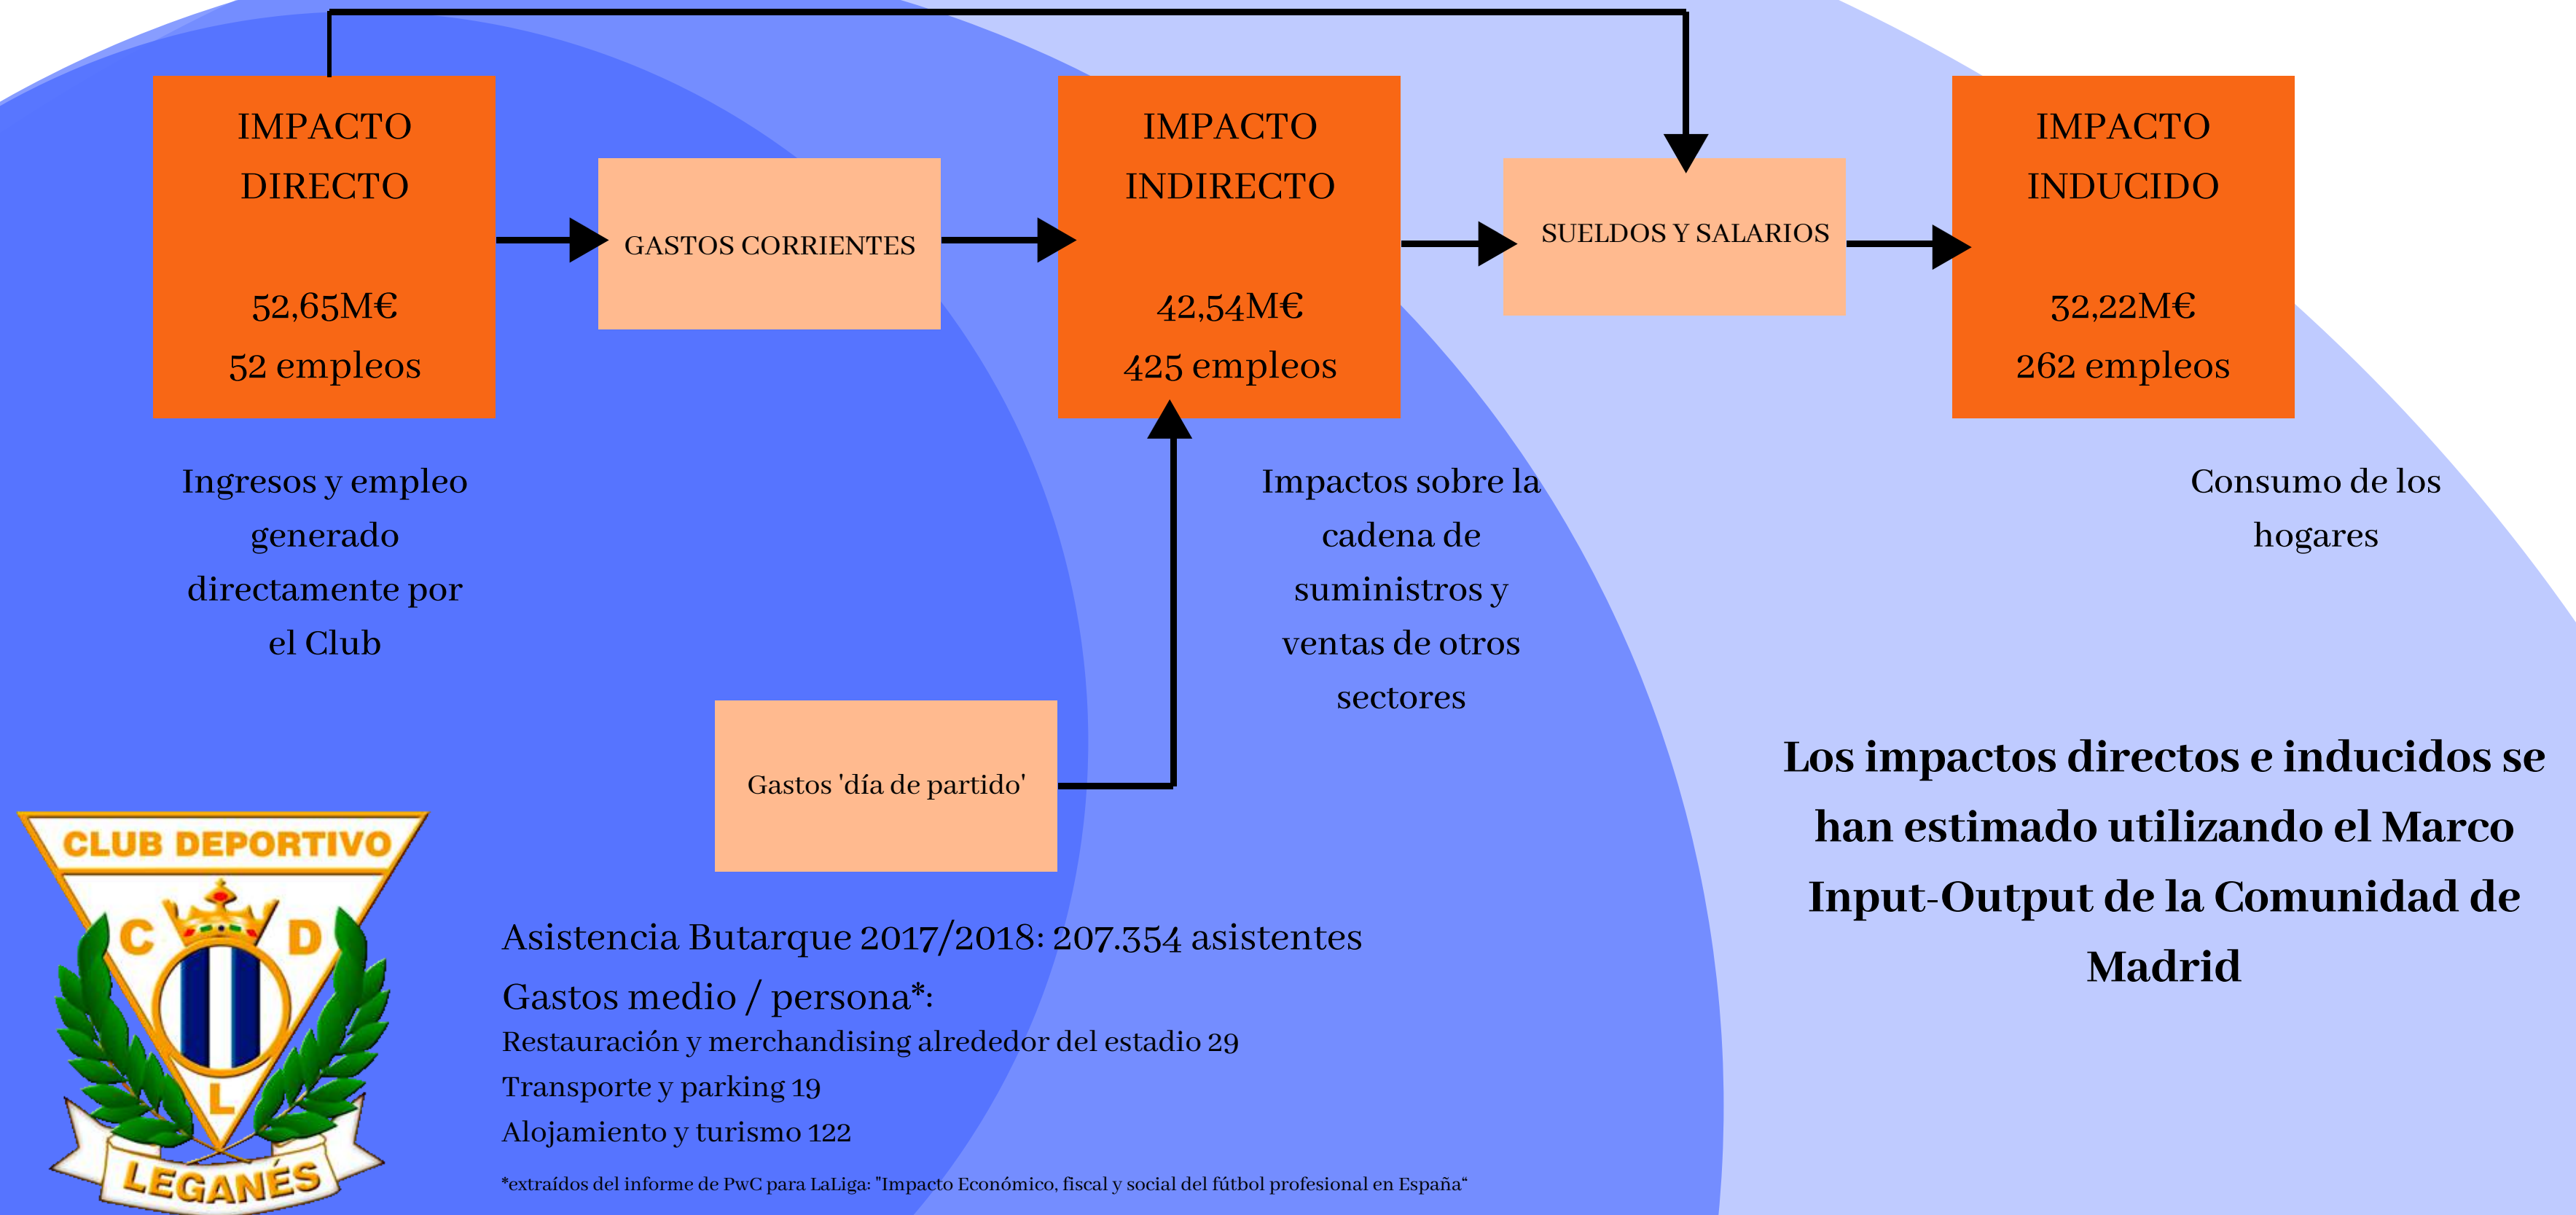 IMPACTO
DIRECTO
52,65M€
52 empleos
GASTOS CORRIENTES
IMPACTO
INDIRECTO
42,54M€
425 empleos
SUELDOS Y SALARIOS
IMPACTO
INDUCIDO
32,22M€
262 empleos
Ingresos y empleo
generado
directamente por
el Club
Impactos sobre la
cadena de
suministros y
ventas de otros
sectores
Consumo de los
hogares
Gastos 'día de partido'
Los impactos directos e inducidos se
han estimado utilizando el Marco
Input-Output de la Comunidad de
Madrid
CLUB DEPORTIVO
C D
L
LEGANÉS
Asistencia Butarque 2017/2018: 207.354 asistentes
Gastos medio / persona*:
Restauración y merchandising alrededor del estadio 29
Transporte y parking 19
Alojamiento y turismo 122
*extraídos del informe de PwC para LaLiga: "Impacto Económico, fiscal y social del fútbol profesional en España“